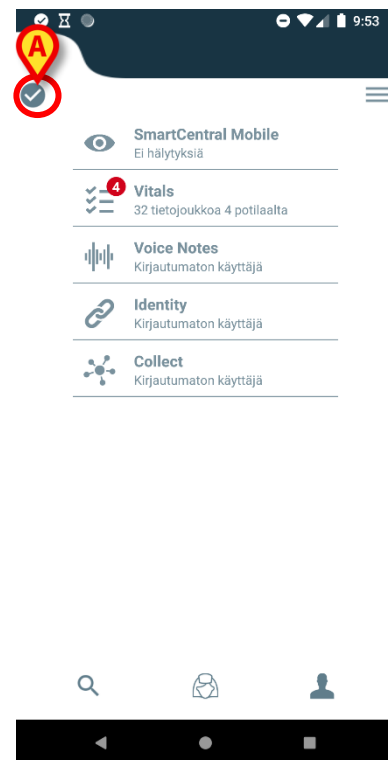 9:53
A
SmartCentral Mobile
Ei hälytyksiä
4
Vitals
32 tietojoukkoa 4 potilaalta
Voice Notes
Kirjautumaton käyttäjä
Identity
Kirjautumaton käyttäjä
Collect
Kirjautumaton käyttäjä